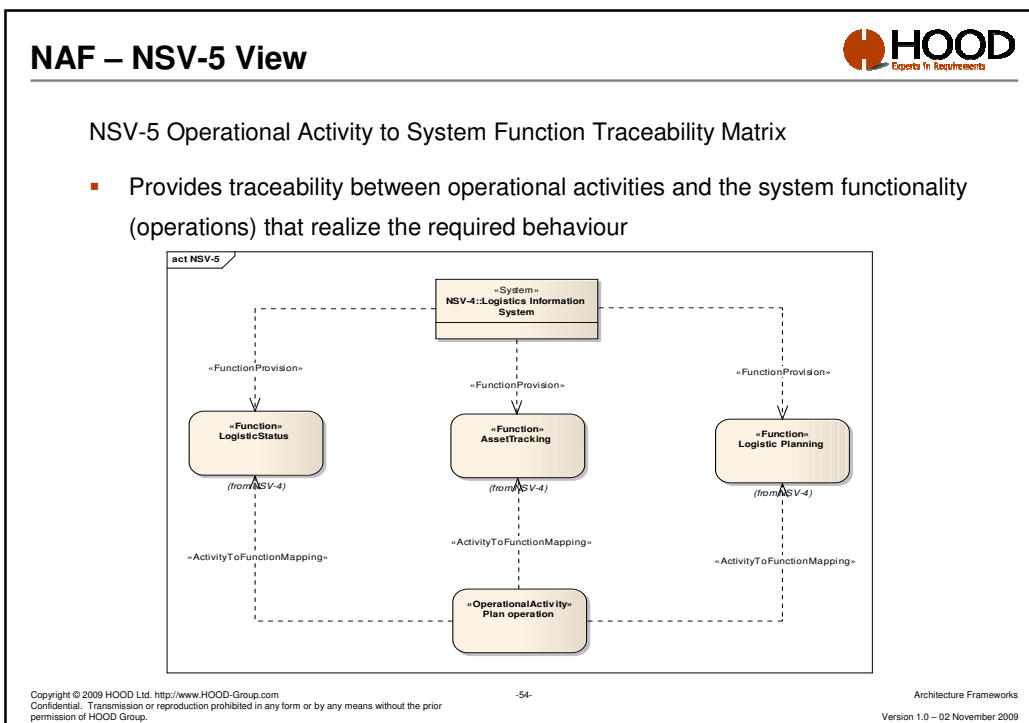 NAF – NSV-5 View
HOOD
Experts in Requirements
NSV-5 Operational Activity to System Function Traceability Matrix
▪ Provides traceability between operational activities and the system functionality
(operations) that realize the required behaviour
act NSV-5
«System»
NSV-4::Logistics Information
System
«FunctionProvision»
«FunctionProvision»
«FunctionProvision»
«Function»
LogisticStatus
«Function»
AssetTracking
«Function»
Logistic Planning
(from NSV-4)
(from NSV-4)
(from NSV-4)
«ActivityToFunctionMapping»
«ActivityToFunctionMapping»
«ActivityToFunctionMapping»
«OperationalActivity»
Plan operation
Copyright © 2009 HOOD Ltd. http://www.HOOD-Group.com
Confidential. Transmission or reproduction prohibited in any form or by any means without the prior
permission of HOOD Group.
-54-
Architecture Frameworks
Version 1.0 – 02 November 2009